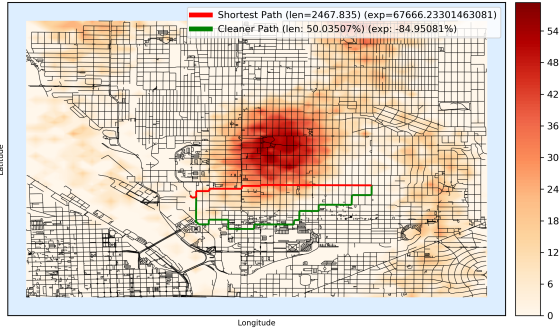 Shortest Path (len=2467.835) (exp=67666.23301463081)
Cleaner Path (len: 50.03507%) (exp: -84.95081%)
54
48
42
36
30
24
18
12
6
0
Latitude
Longitude